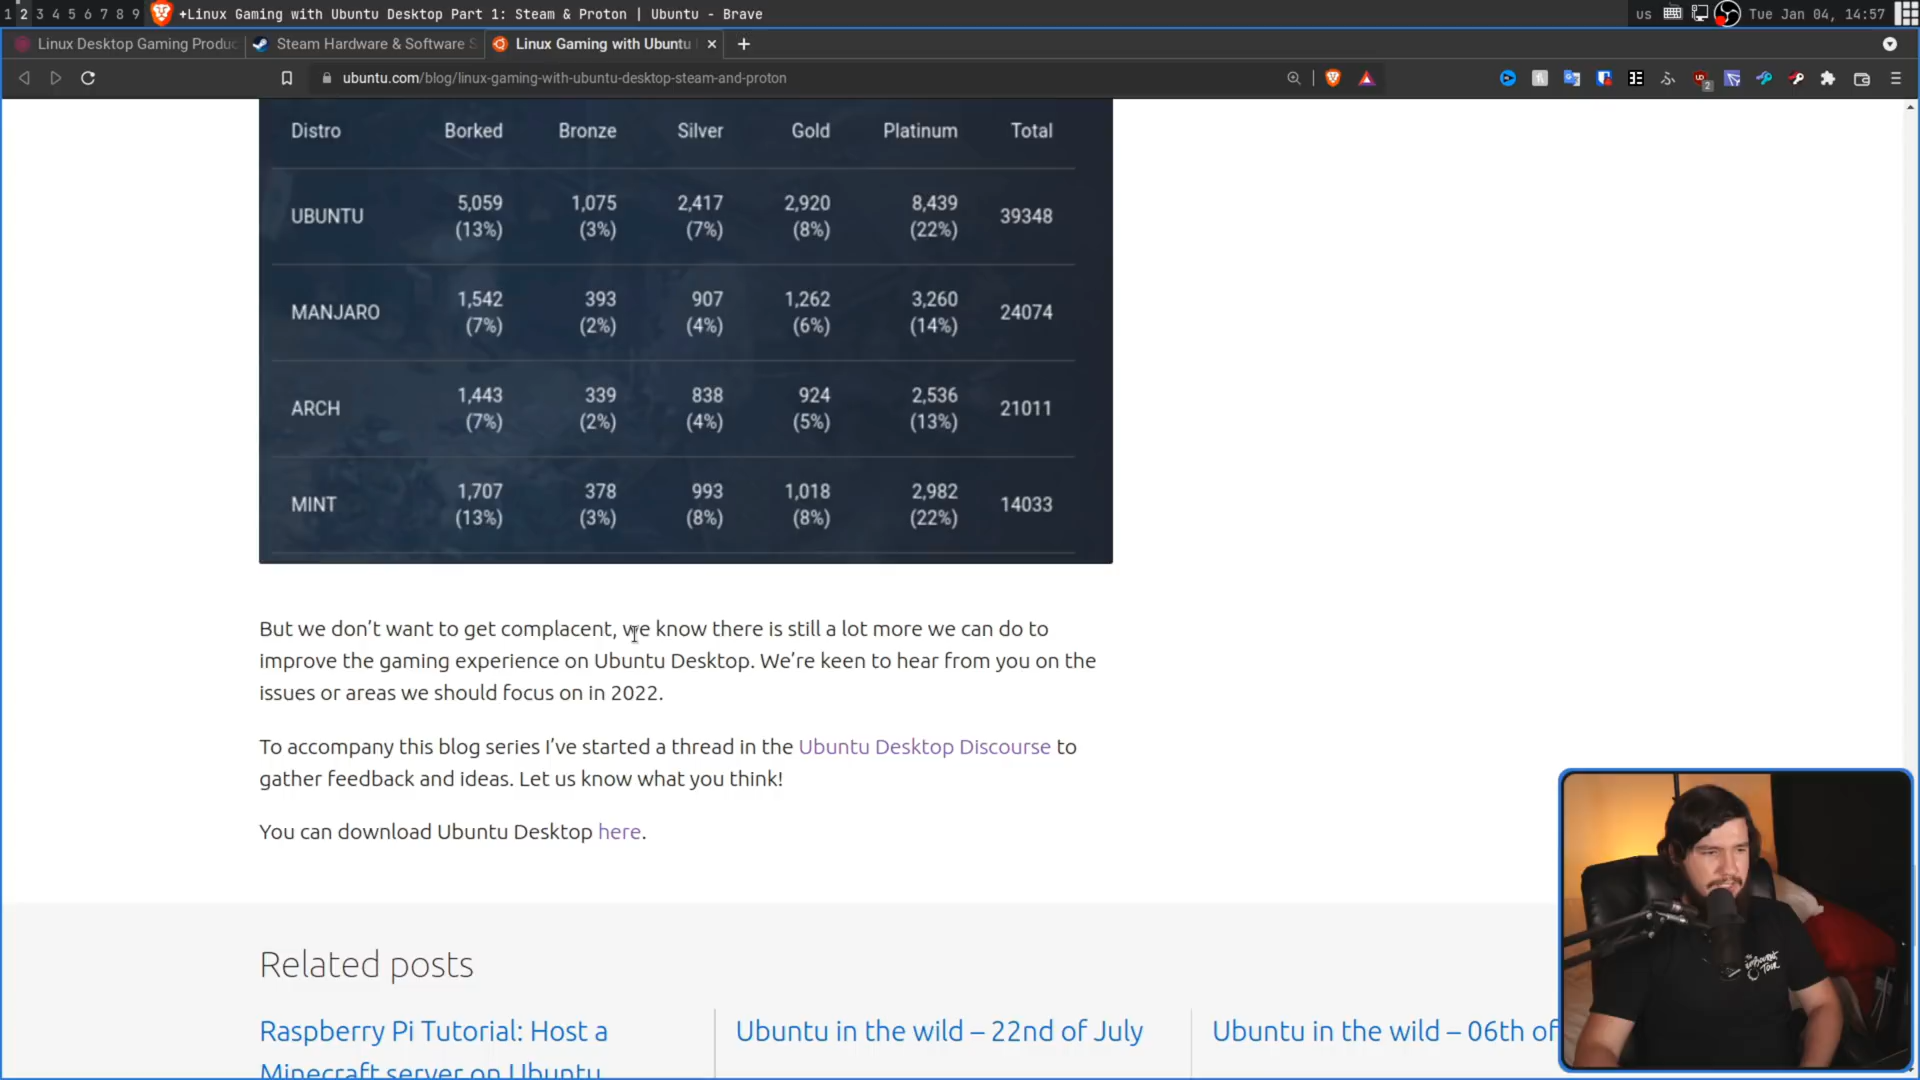 1 2 3 4 5 6 7 8 9 +Linux Gaming with Ubuntu Desktop Part 1: Steam & Proton | Ubuntu - Brave us Tue Jan 04, 14:57
Linux Desktop Gaming Produc Steam Hardware & Software S Linux Gaming with Ubuntu
ubuntu.com/blog/linux-gaming-with-ubuntu-desktop-steam-and-proton
Distro Borked Bronze Silver Gold Platinum Total
UBUNTU 5,059 1,075 2,417 2,920 8,439 39348
(13%) (3%) (7%) (8%) (22%)
MANJARO 1,542 393 907 1,262 3,260 24074
(7%) (2%) (4%) (6%) (14%)
ARCH 1,443 339 838 924 2,536 21011
(7%) (2%) (4%) (5%) (13%)
MINT 1,707 378 993 1,018 2,982 14033
(13%) (3%) (8%) (8%) (22%)
But we don't want to get complacent, we know there is still a lot more we can do to
improve the gaming experience on Ubuntu Desktop. We're keen to hear from you on the
issues or areas we should focus on in 2022.
To accompany this blog series I've started a thread in the Ubuntu Desktop Discourse to
gather feedback and ideas. Let us know what you think!
You can download Ubuntu Desktop here.
Related posts
Raspberry Pi Tutorial: Host a
Minecraft server on Ubuntu
Ubuntu in the wild – 22nd of July
Ubuntu in the wild – 06th of